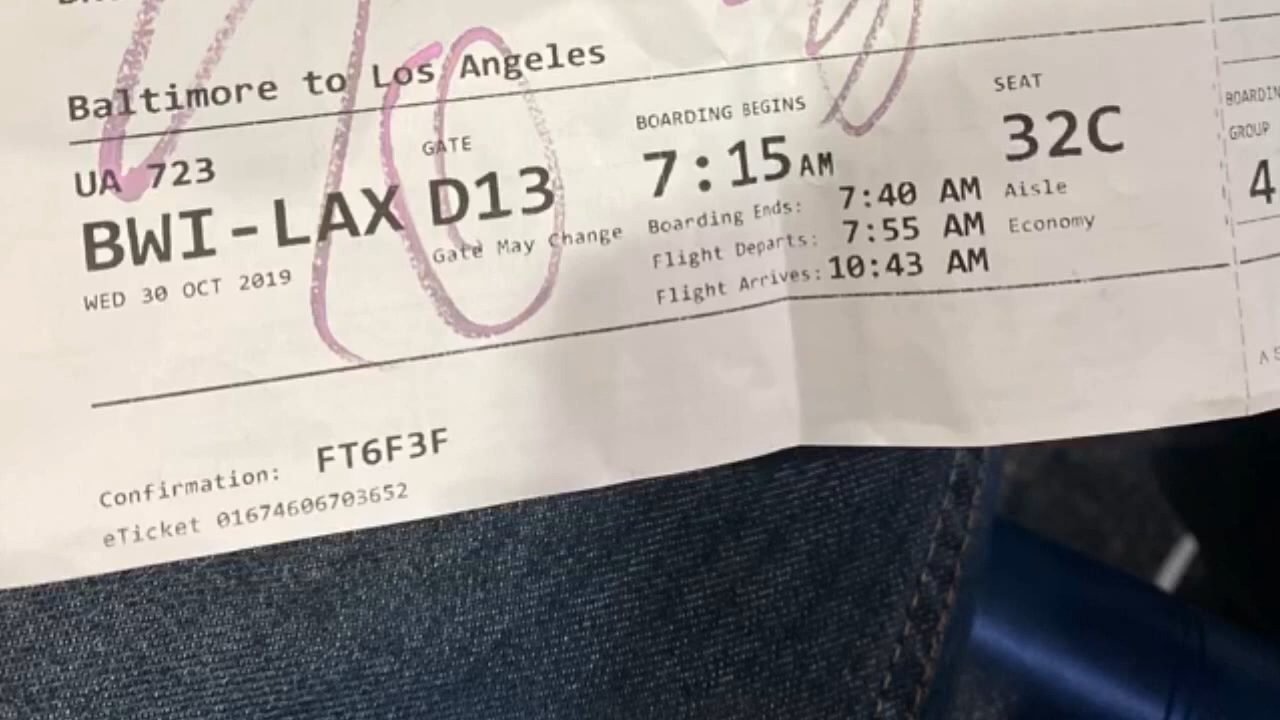 Baltimore to Los Angeles
UA 723
BWI-LAX
WED 30 OCT 2019
GATE
D13
Gate May Change
BOARDING BEGINS
7:15 AM
Boarding Ends: 7:40 AM
Flight Departs: 7:55 AM
Flight Arrives: 10:43 AM
SEAT
32C
Aisle
Economy
GROUP
4
Confirmation: FT6F3F
eTicket 01674606703652